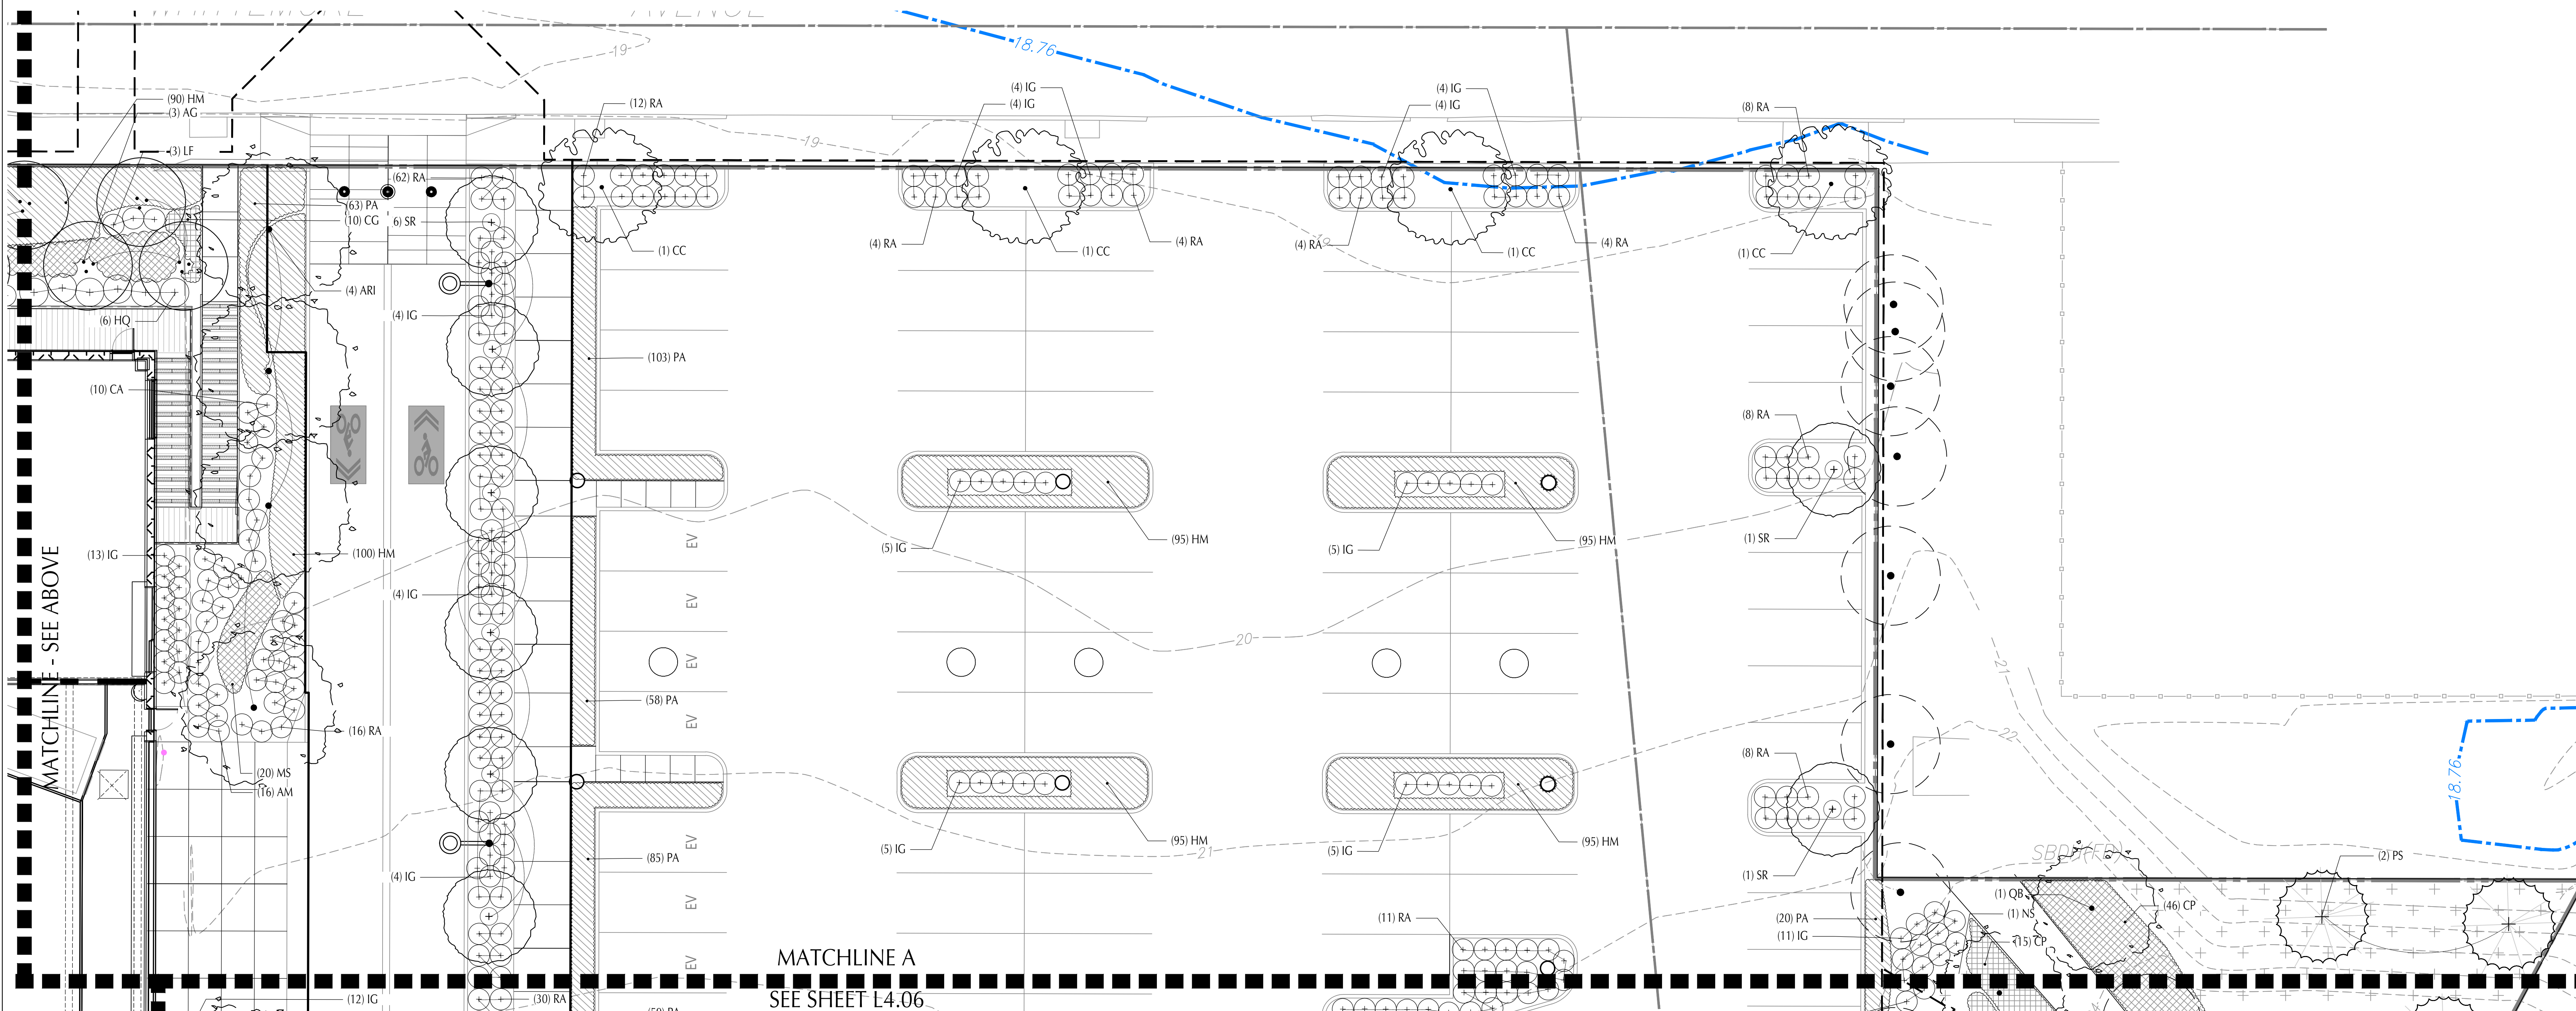 WHITTEMORE AVENUE
-19-
18.76
(90) HM
(3) AG
(3) LF
(12) RA
(4) IG
(4) IG
(4) IG
(4) IG
(8) RA
-19-
(62) RA
(63) PA
(10) CG
6) SR
(1) CC
(4) RA
(1) CC
(4) RA
(4) RA
-19-
(1) CC
(4) RA
(1) CC
(4) ARI
(6) HQ
(4) IG
(103) PA
(10) CA
(8) RA
(13) IG
(100) HM
EV
(5) IG
(95) HM
(5) IG
(95) HM
(1) SR
(4) IG
EV
-20-
EV
21
MATCHLINE - SEE ABOVE
(58) PA
EV
(16) RA
22
(20) MS
(16) AM
(8) RA
18.76
EV
(85) PA
(5) IG
(95) HM
-21-
(5) IG
(95) HM
SBDH(FD)
(2) PS
(4) IG
EV
(1) SR
(1) QB
(46) CP
(11) RA
(20) PA
(1) NS
(11) IG
(15) CP
EV
MATCHLINE A
SEE SHEET L4.06
(12) IG
(30) RA